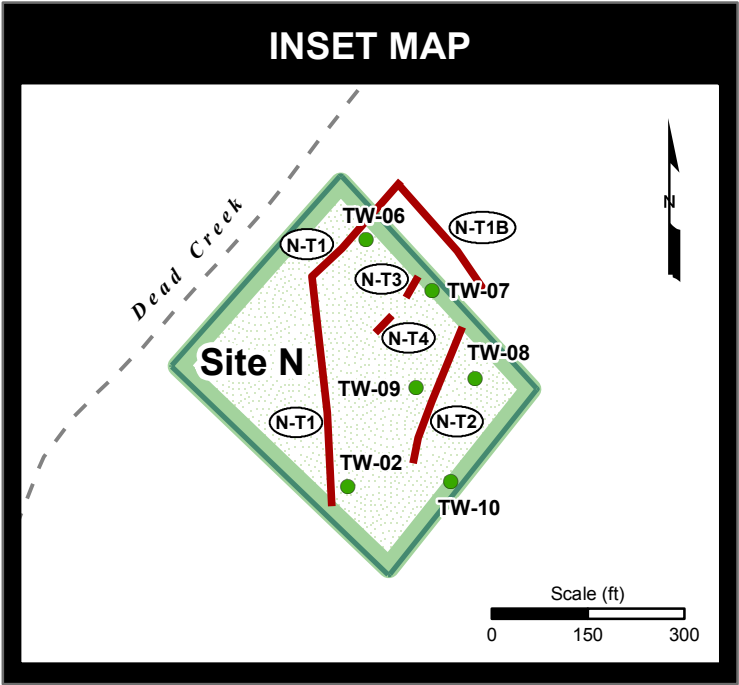 INSET MAP
Dead Creek
N
TW-06
N-T1
N-T1B
N-T3
TW-07
N-T4
TW-08
Site N
TW-09
N-T1
N-T2
TW-02
TW-10
Scale (ft)
0 150 300